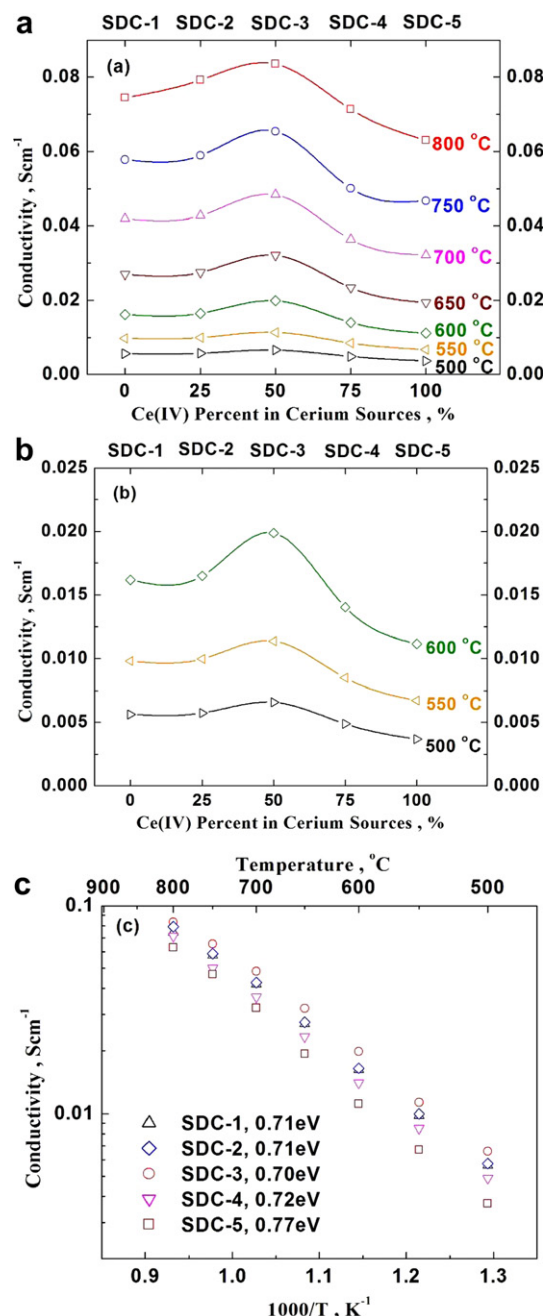 a
SDC-1 SDC-2 SDC-3 SDC-4 SDC-5
(a)
0.08 0.08
800 °C
0.06 0.06
750 °C
0.04 0.04
700 °C
0.02 0.02
650 °C
600 °C
550 °C
500 °C
0.00 0.00
0 25 50 75 100
Conductivity , Scm⁻¹
Ce(IV) Percent in Cerium Sources , %
b
SDC-1 SDC-2 SDC-3 SDC-4 SDC-5
0.025 0.025
(b)
0.020 0.020
0.015 0.015
600 °C
0.010 0.010
550 °C
0.005 0.005
500 °C
0.000 0.000
0 25 50 75 100
Conductivity , Scm⁻¹
Ce(IV) Percent in Cerium Sources , %
c
Temperature , °C
900 800 700 600 500
0.1
(c)
0.01
Conductivity , Scm⁻¹
SDC-1, 0.71eV
SDC-2, 0.71eV
SDC-3, 0.70eV
SDC-4, 0.72eV
SDC-5, 0.77eV
0.9 1.0 1.1 1.2 1.3
1000/T , K⁻¹